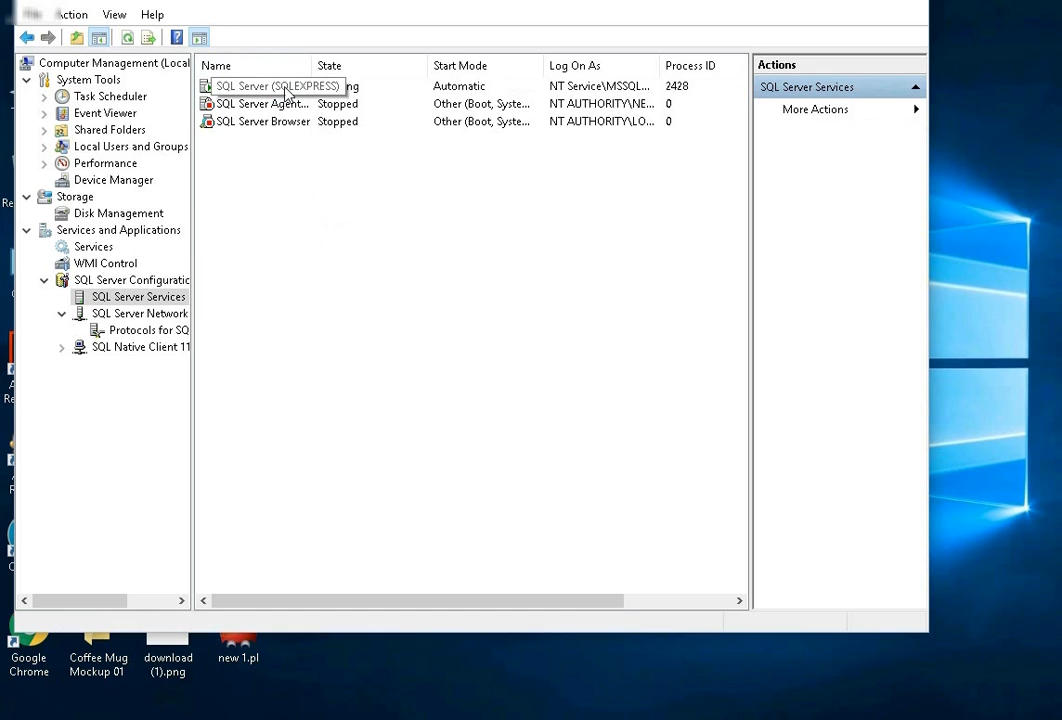 Action View Help
Computer Management (Local
System Tools
Task Scheduler
Event Viewer
Shared Folders
Local Users and Groups
Performance
Device Manager
Storage
Disk Management
Services and Applications
Services
WMI Control
SQL Server Configuratio
SQL Server Services
SQL Server Network
Protocols for SQ
SQL Native Client 11
Name State Start Mode Log On As Process ID
SQL Server (SQLEXPRESS) ng Automatic NT Service\MSSQL... 2428
SQL Server Agent... Stopped Other (Boot, Syste... NT AUTHORITY\NE... 0
SQL Server Browser Stopped Other (Boot, Syste... NT AUTHORITY\LO... 0
Actions
SQL Server Services
More Actions
Re
Re
Google
Chrome
Coffee Mug
Mockup 01
download
(1).png
new 1.pl